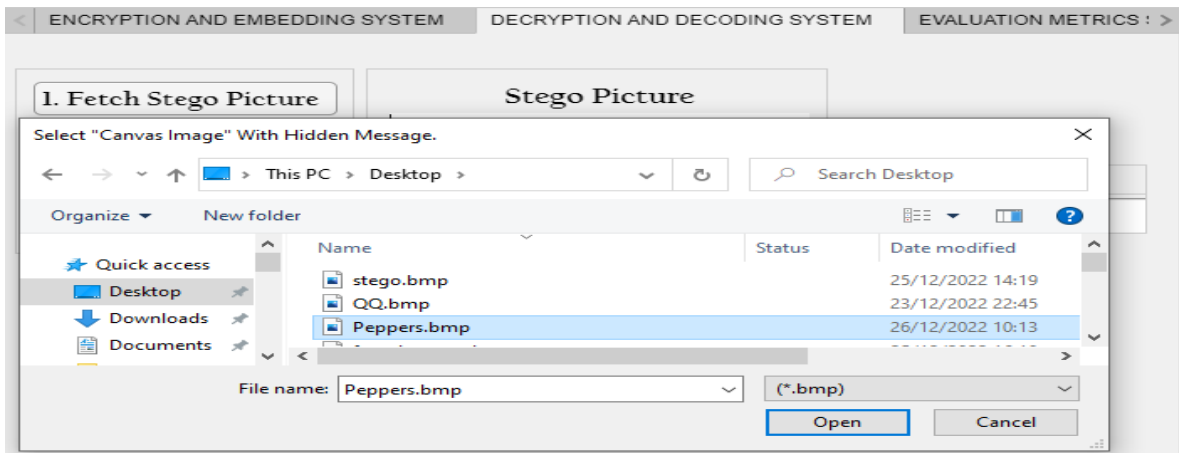 ENCRYPTION AND EMBEDDING SYSTEM
DECRYPTION AND DECODING SYSTEM
EVALUATION METRICS
1. Fetch Stego Picture
Stego Picture
Select "Canvas Image" With Hidden Message.
This PC > Desktop >
Search Desktop
Organize
New folder
Name
Status
Date modified
Quick access
Desktop
Downloads
Documents
stego.bmp
25/12/2022 14:19
QQ.bmp
23/12/2022 22:45
Peppers.bmp
26/12/2022 10:13
File name: Peppers.bmp
(*.bmp)
Open
Cancel